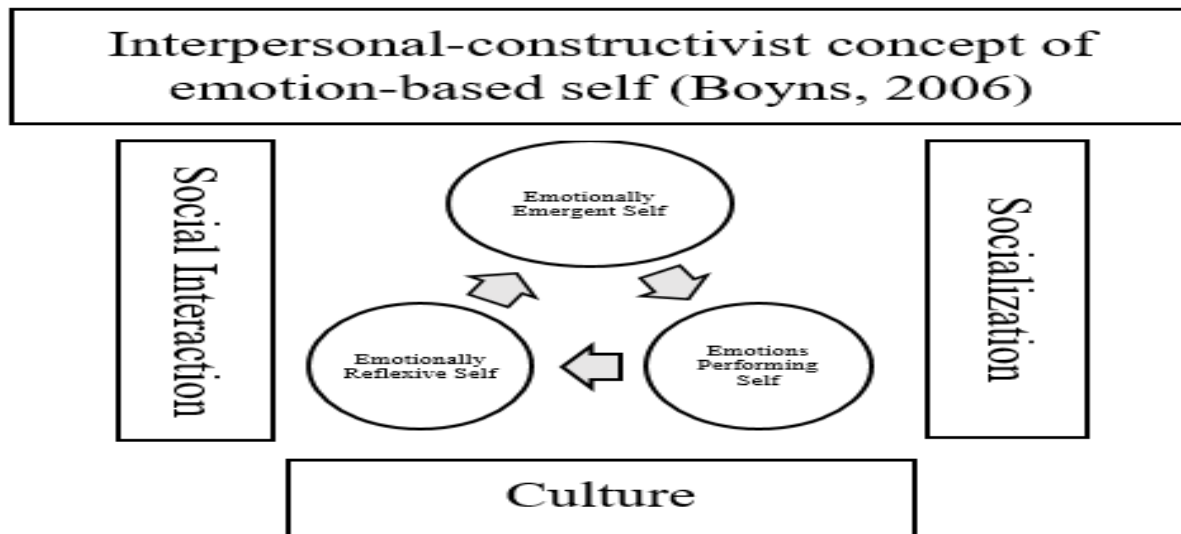 Interpersonal-constructivist concept of
emotion-based self (Boyns, 2006)
Social Interaction
Emotionally
Emergent Self
Socialization
Emotionally
Reflexive Self
Emotions
Performing
Self
Culture